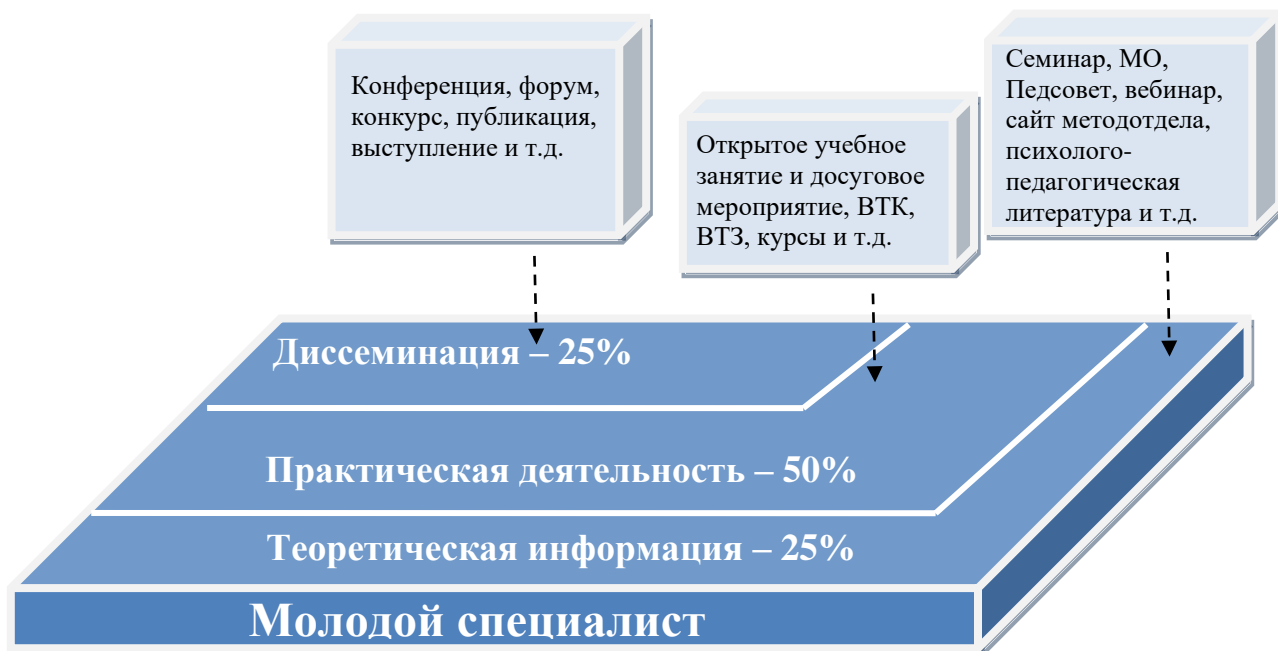 Конференция, форум,
конкурс, публикация,
выступление и т.д.
Открытое учебное
занятие и досуговое
мероприятие, ВТК,
ВТЗ, курсы и т.д.
Семинар, МО,
Педсовет, вебинар,
сайт методотдела,
психолого-
педагогическая
литература и т.д.
Диссеминация – 25%
Практическая деятельность – 50%
Теоретическая информация – 25%
Молодой специалист